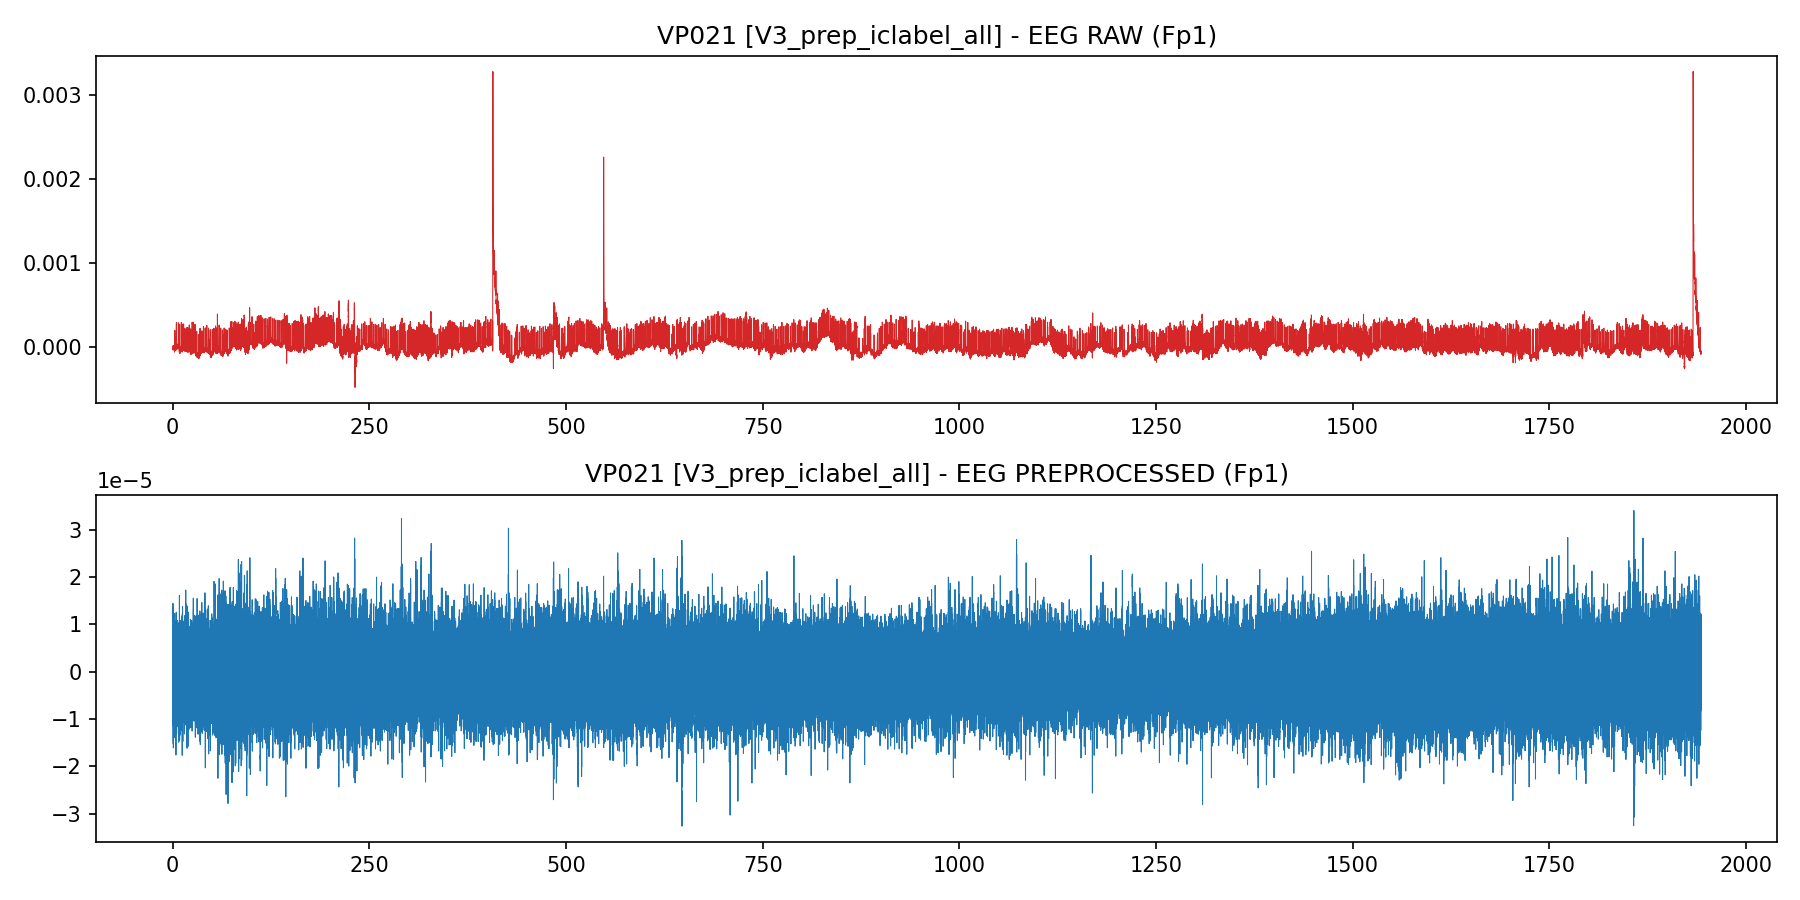 VP021 [V3_prep_iclabel_all] - EEG RAW (Fp1)
0.003
0.002
0.001
0.000
0 250 500 750 1000 1250 1500 1750 2000
VP021 [V3_prep_iclabel_all] - EEG PREPROCESSED (Fp1)
1e−5
3
2
1
0
−1
−2
−3
0 250 500 750 1000 1250 1500 1750 2000